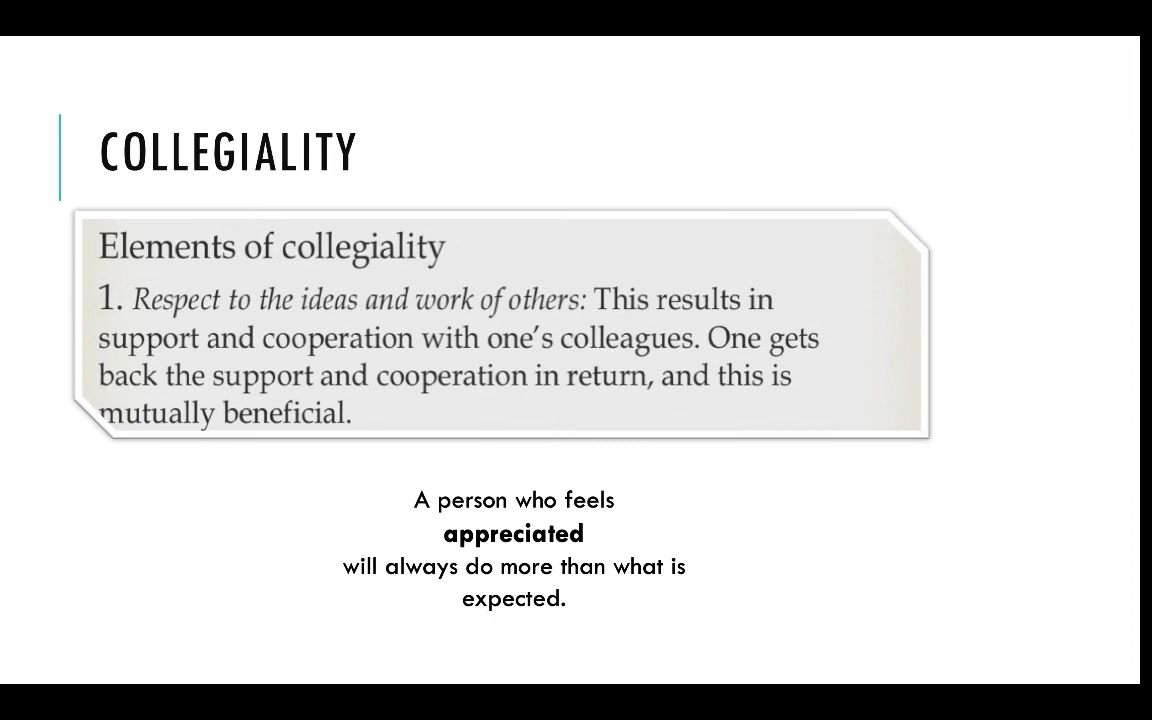 COLLEGIALITY
Elements of collegiality
1. Respect to the ideas and work of others: This results in
support and cooperation with one’s colleagues. One gets
back the support and cooperation in return, and this is
mutually beneficial.
A person who feels
appreciated
will always do more than what is
expected.